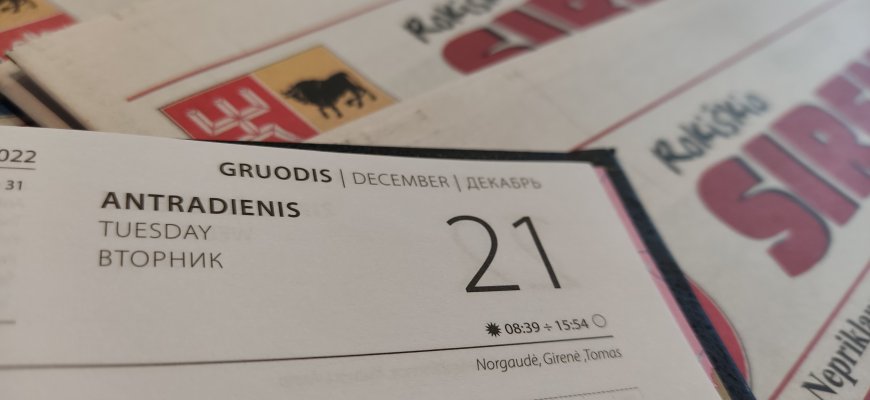 Rokiškio
SIRE
Rokiškio
SIREN
Nepriklau
2022
31
GRUODIS | DECEMBER | ДЕКАБРЬ
ANTRADIENIS
TUESDAY
ВТОРНИК
21
08:39 ÷ 15:54
Norgaudė, Girenė ,Tomas